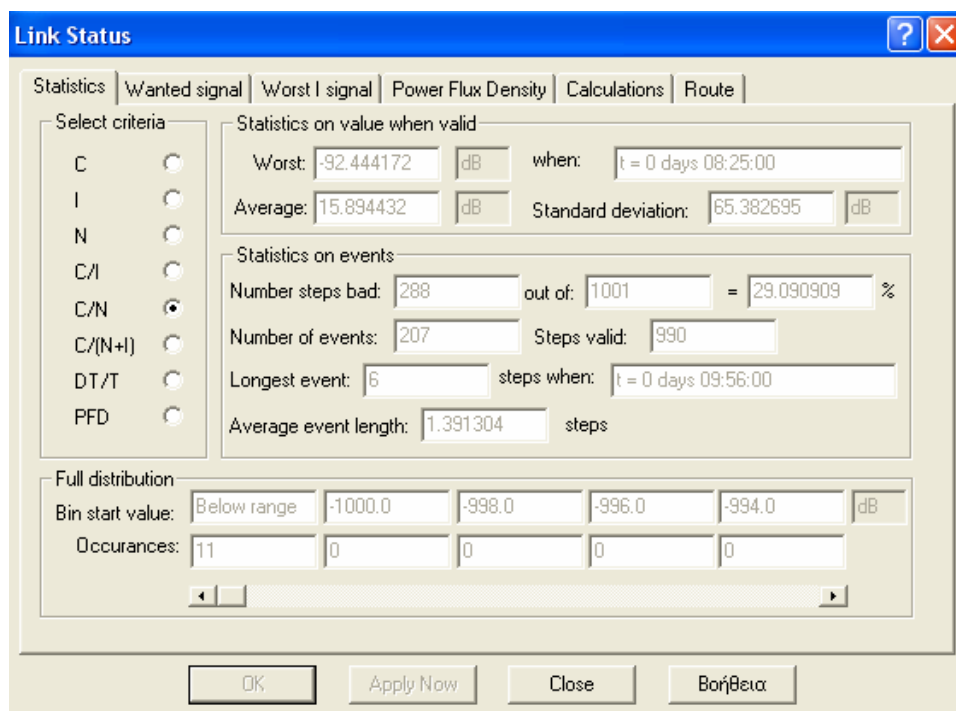 Link Status
Statistics Wanted signal Worst I signal Power Flux Density Calculations Route
Select criteria
C
I
N
C/I
C/N
C/(N+I)
DT/T
PFD
Statistics on value when valid
Worst: -92.444172 dB when: t = 0 days 08:25:00
Average: 15.894432 dB Standard deviation: 65.382695 dB
Statistics on events
Number steps bad: 288 out of: 1001 = 29.090909 %
Number of events: 207 Steps valid: 990
Longest event: 6 steps when: t = 0 days 09:56:00
Average event length: 1.391304 steps
Full distribution
Bin start value: Below range -1000.0 -998.0 -996.0 -994.0 dB
Occurances: 11 0 0 0 0
OK Apply Now Close Βοήθεια